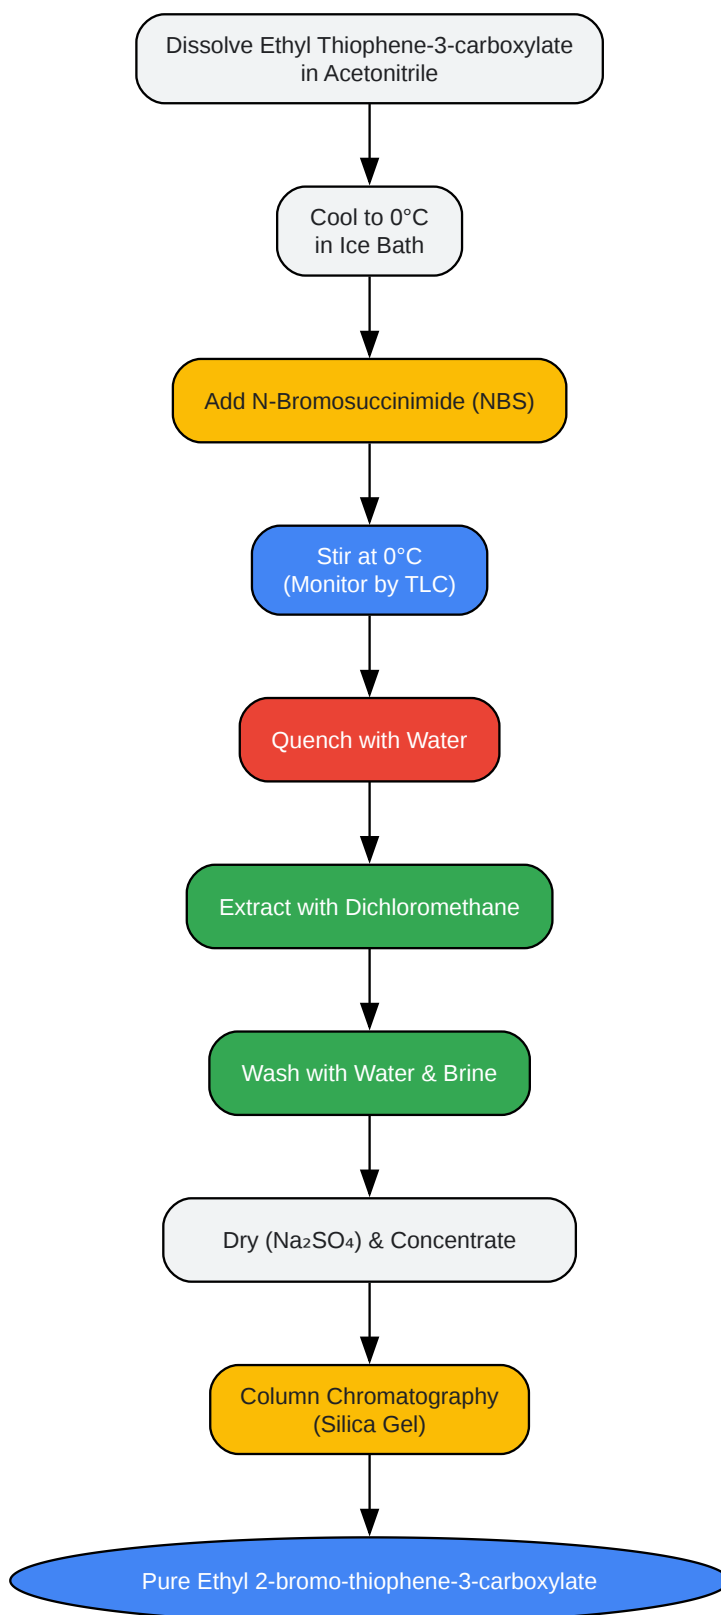 Dissolve Ethyl Thiophene-3-carboxylate
in Acetonitrile
Cool to 0°C
in Ice Bath
Add N-Bromosuccinimide (NBS)
Stir at 0°C
(Monitor by TLC)
Quench with Water
Extract with Dichloromethane
Wash with Water & Brine
Dry (Na₂SO₄) & Concentrate
Column Chromatography
(Silica Gel)
Pure Ethyl 2-bromo-thiophene-3-carboxylate